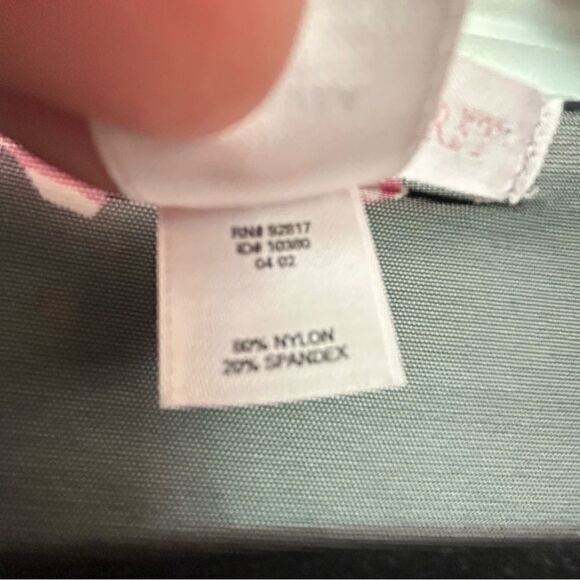 RN# 92817
ID# 10380
04 02
80% NYLON
20% SPANDEX